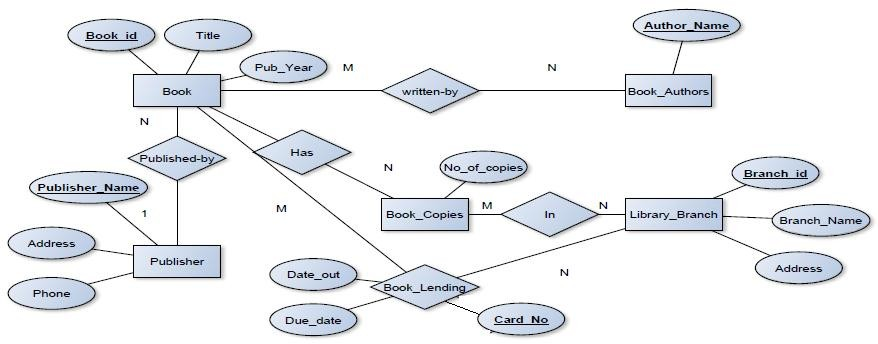 Author_Name
Book_id
Title
Pub_Year
M
N
Book
written-by
Book_Authors
N
Has
Published-by
No_of_copies
N
Branch_id
Publisher_Name
M
1
Book_Copies
M
In
N
Library_Branch
Branch_Name
Address
Publisher
Address
Date_out
N
Phone
Book_Lending
Due_date
Card_No